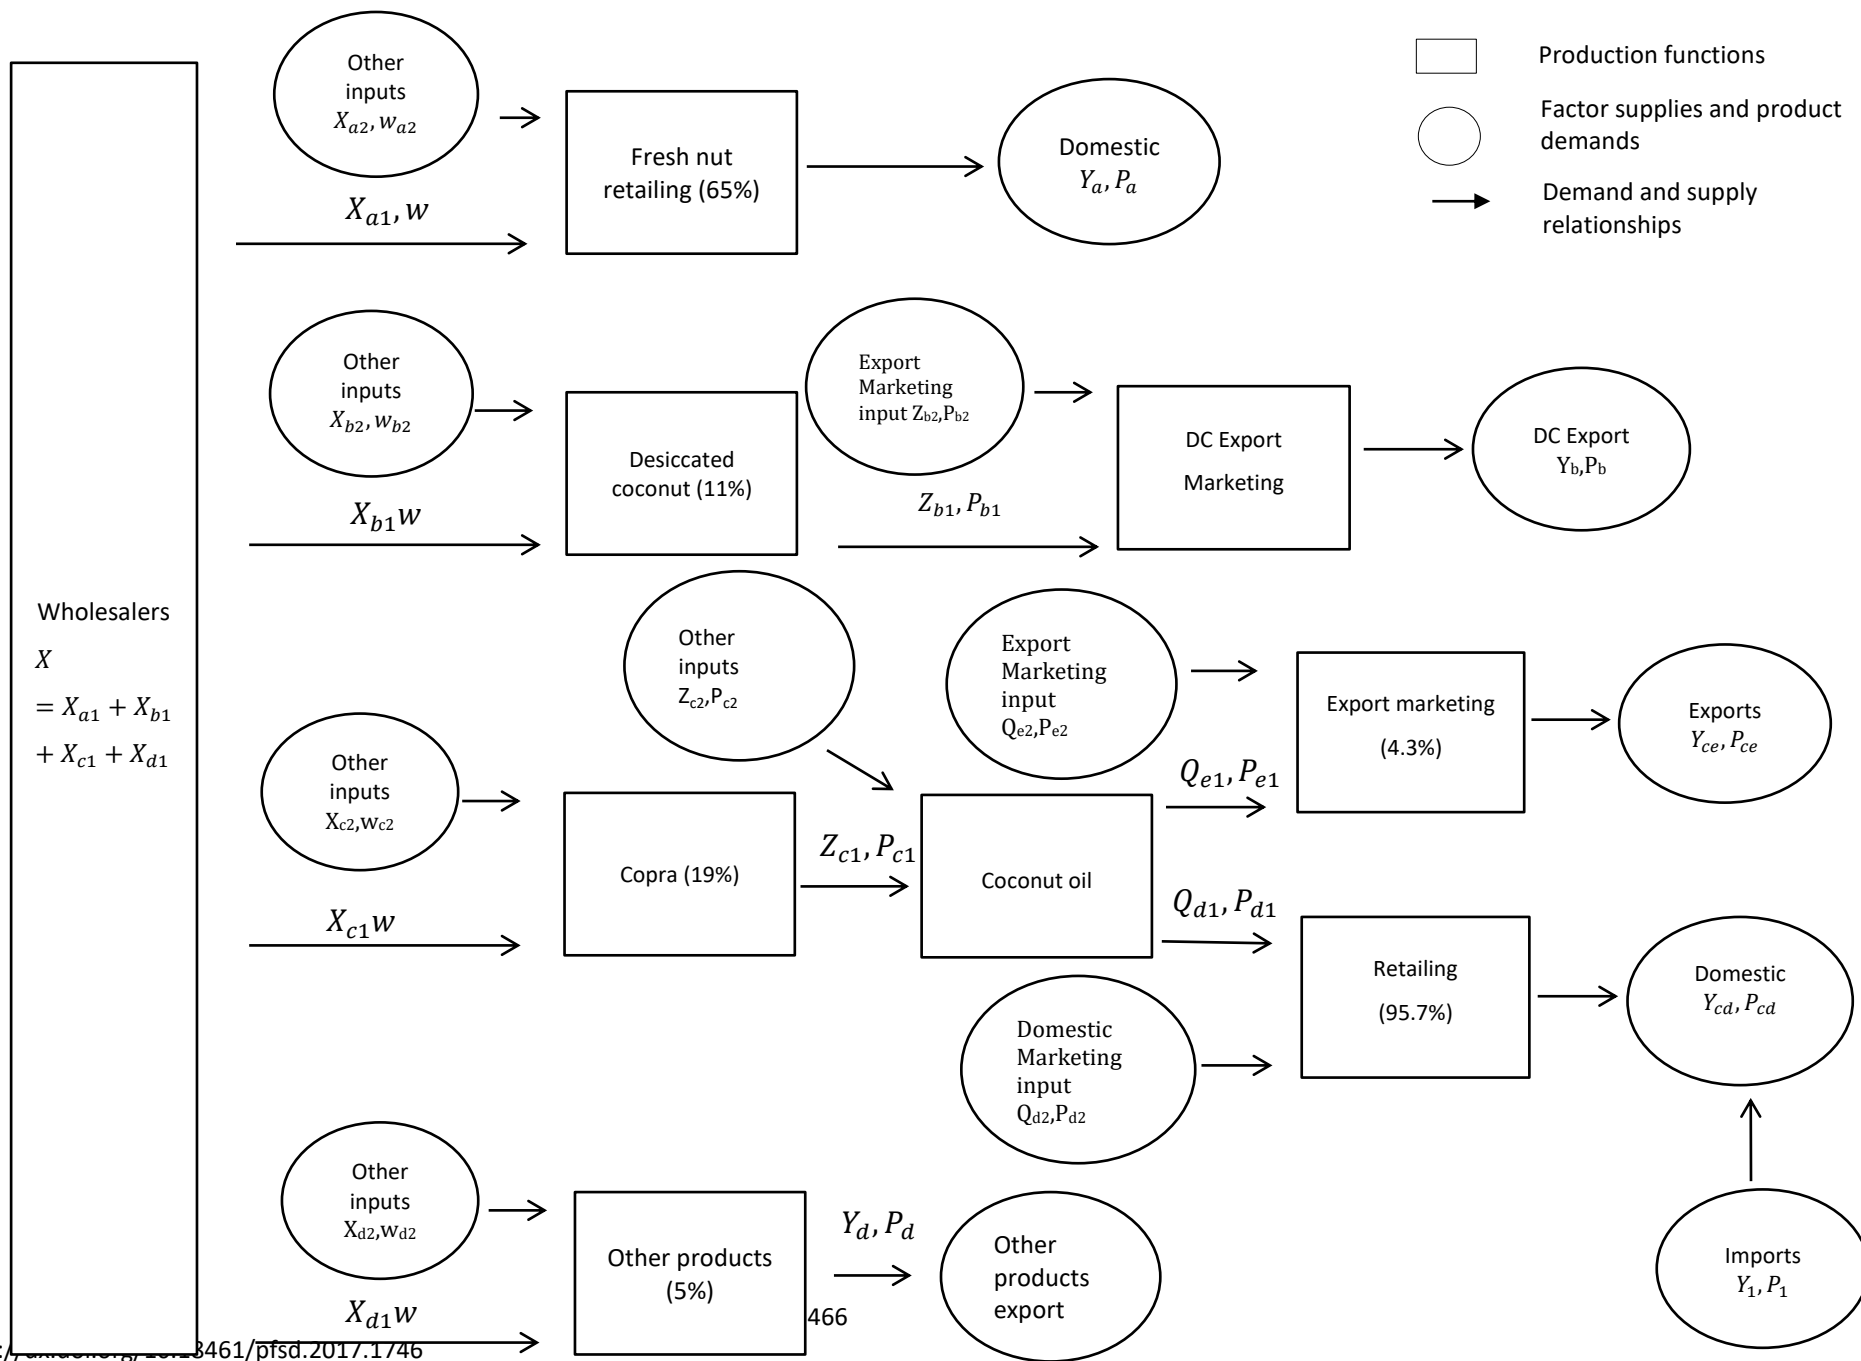 Production functions
Factor supplies and product
demands
Demand and supply
relationships
Wholesalers
X
= X_{a1} + X_{b1}
+ X_{c1} + X_{d1}
Other
inputs
X_{a2}, w_{a2}
X_{a1}, w
Fresh nut
retailing (65%)
Domestic
Y_a, P_a
Other
inputs
X_{b2}, w_{b2}
X_{b1}w
Desiccated
coconut (11%)
Export
Marketing
input Z_{b2},P_{b2}
Z_{b1}, P_{b1}
DC Export
Marketing
DC Export
Y_b,P_b
Other
inputs
Z_{c2},P_{c2}
Other
inputs
X_{c2},w_{c2}
X_{c1}w
Copra (19%)
Z_{c1}, P_{c1}
Coconut oil
Export
Marketing
input
Q_{e2},P_{e2}
Q_{e1}, P_{e1}
Export marketing
(4.3%)
Exports
Y_{ce}, P_{ce}
Q_{d1}, P_{d1}
Domestic
Marketing
input
Q_{d2},P_{d2}
Retailing
(95.7%)
Domestic
Y_{cd}, P_{cd}
Imports
Y_1, P_1
Other
inputs
X_{d2},w_{d2}
X_{d1}w
Other products
(5%)
Y_d, P_d
Other
products
export
466
3461/pfsd.2017.1746